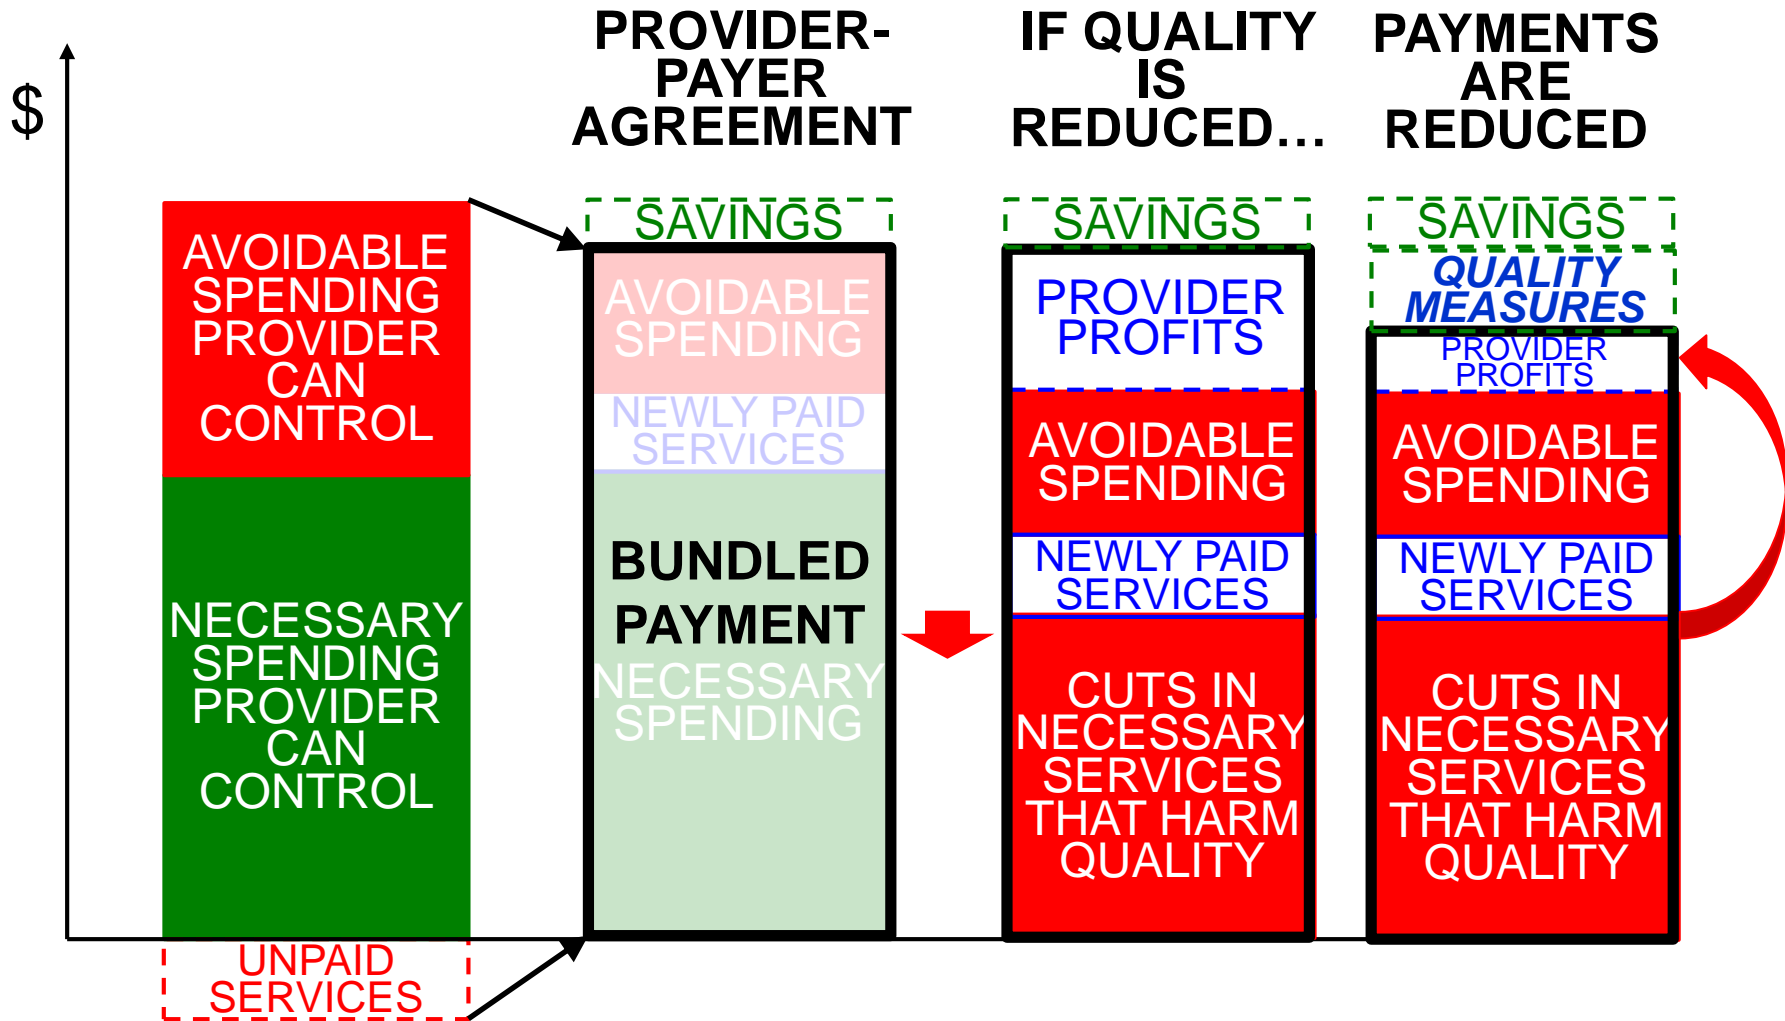 $
PROVIDER-
PAYER
AGREEMENT
IF QUALITY
IS
REDUCED…
PAYMENTS
ARE
REDUCED
AVOIDABLE
SPENDING
PROVIDER
CAN
CONTROL
NECESSARY
SPENDING
PROVIDER
CAN
CONTROL
UNPAID
SERVICES
SAVINGS
AVOIDABLE
SPENDING
NEWLY PAID
SERVICES
BUNDLED
PAYMENT
NECESSARY
SPENDING
SAVINGS
PROVIDER
PROFITS
AVOIDABLE
SPENDING
NEWLY PAID
SERVICES
CUTS IN
NECESSARY
SERVICES
THAT HARM
QUALITY
SAVINGS
QUALITY
MEASURES
PROVIDER
PROFITS
AVOIDABLE
SPENDING
NEWLY PAID
SERVICES
CUTS IN
NECESSARY
SERVICES
THAT HARM
QUALITY